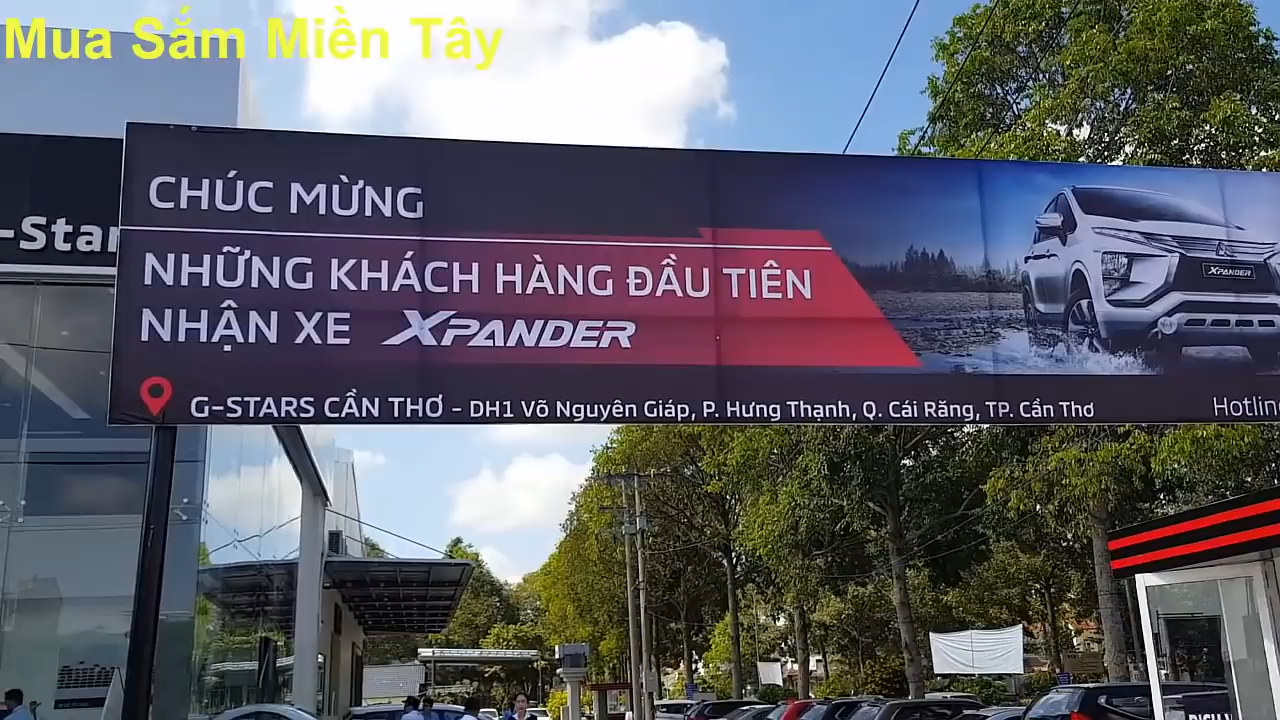 Mua Sắm Miền Tây
-Star
CHÚC MỪNG
NHỮNG KHÁCH HÀNG ĐẦU TIÊN
NHẬN XE XPANDER
XPANDER
G-STARS CẦN THƠ - DH1 Võ Nguyên Giáp, P. Hưng Thạnh, Q. Cái Răng, TP. Cần Thơ
Hotlin